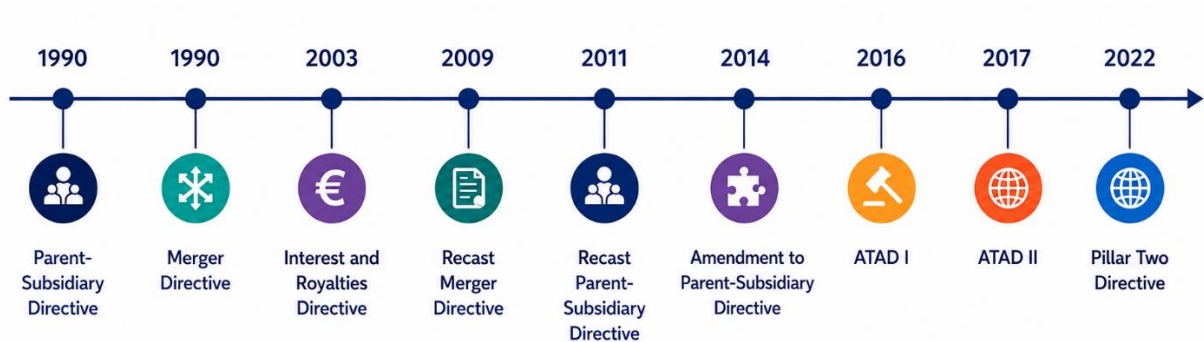 1990
1990
2003
2009
2011
2014
2016
2017
2022
€
Parent-
Subsidiary
Directive
Merger
Directive
Interest and
Royalties
Directive
Recast
Merger
Directive
Recast
Parent-
Subsidiary
Directive
Amendment to
Parent-Subsidiary
Directive
ATAD I
ATAD II
Pillar Two
Directive